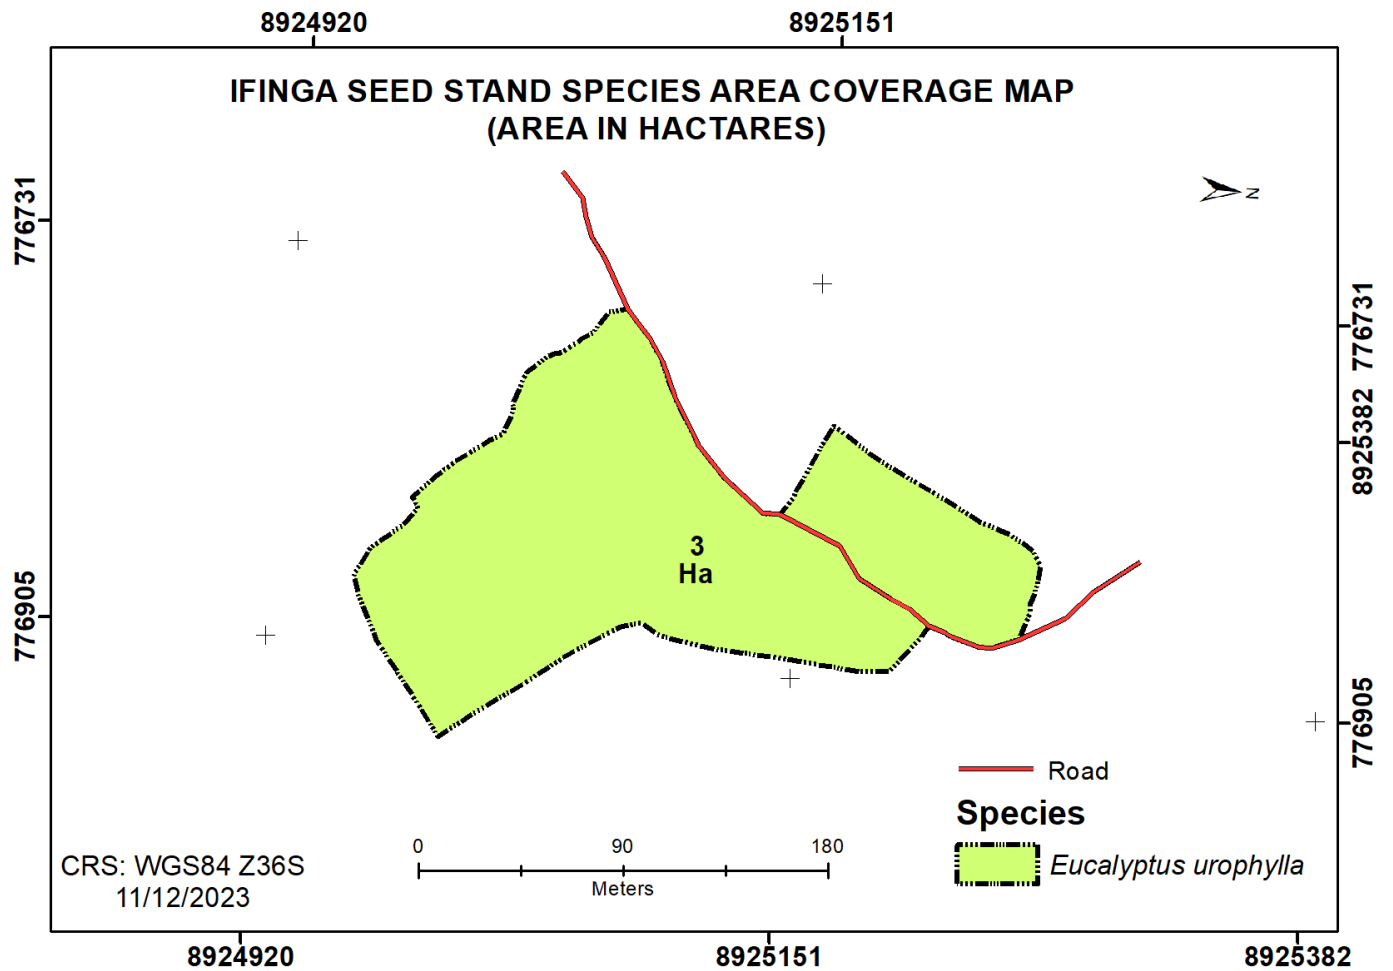 8924920 8925151
IFINGA SEED STAND SPECIES AREA COVERAGE MAP
(AREA IN HACTARES)
776731
N
776731
8925382
3
Ha
776905
776905
Road
Species
Eucalyptus urophylla
0 90 180
Meters
CRS: WGS84 Z36S
11/12/2023
8924920 8925151 8925382